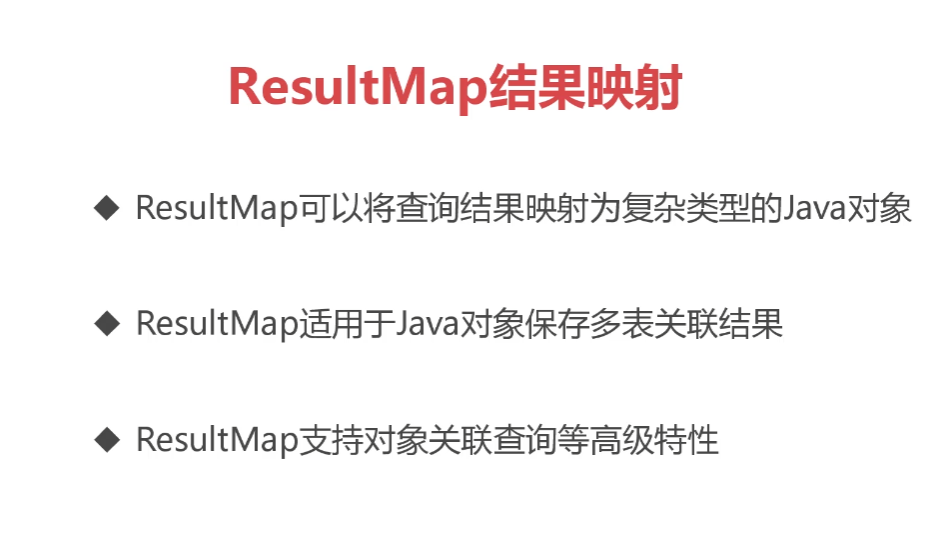 ResultMap结果映射
◆ ResultMap可以将查询结果映射为复杂类型的Java对象
◆ ResultMap适用于Java对象保存多表关联结果
◆ ResultMap支持对象关联查询等高级特性